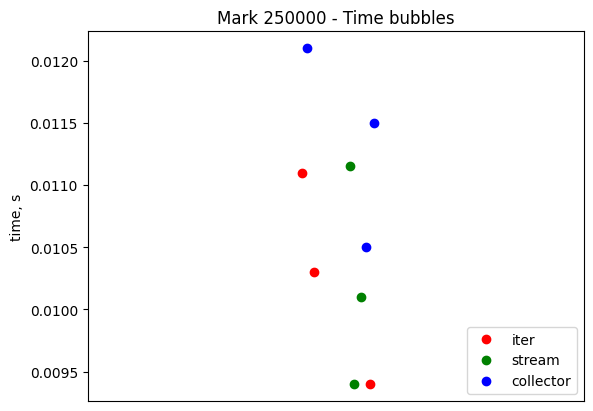 Mark 250000 - Time bubbles
0.0120
0.0115
0.0110
0.0105
0.0100
0.0095
time, s
iter
stream
collector